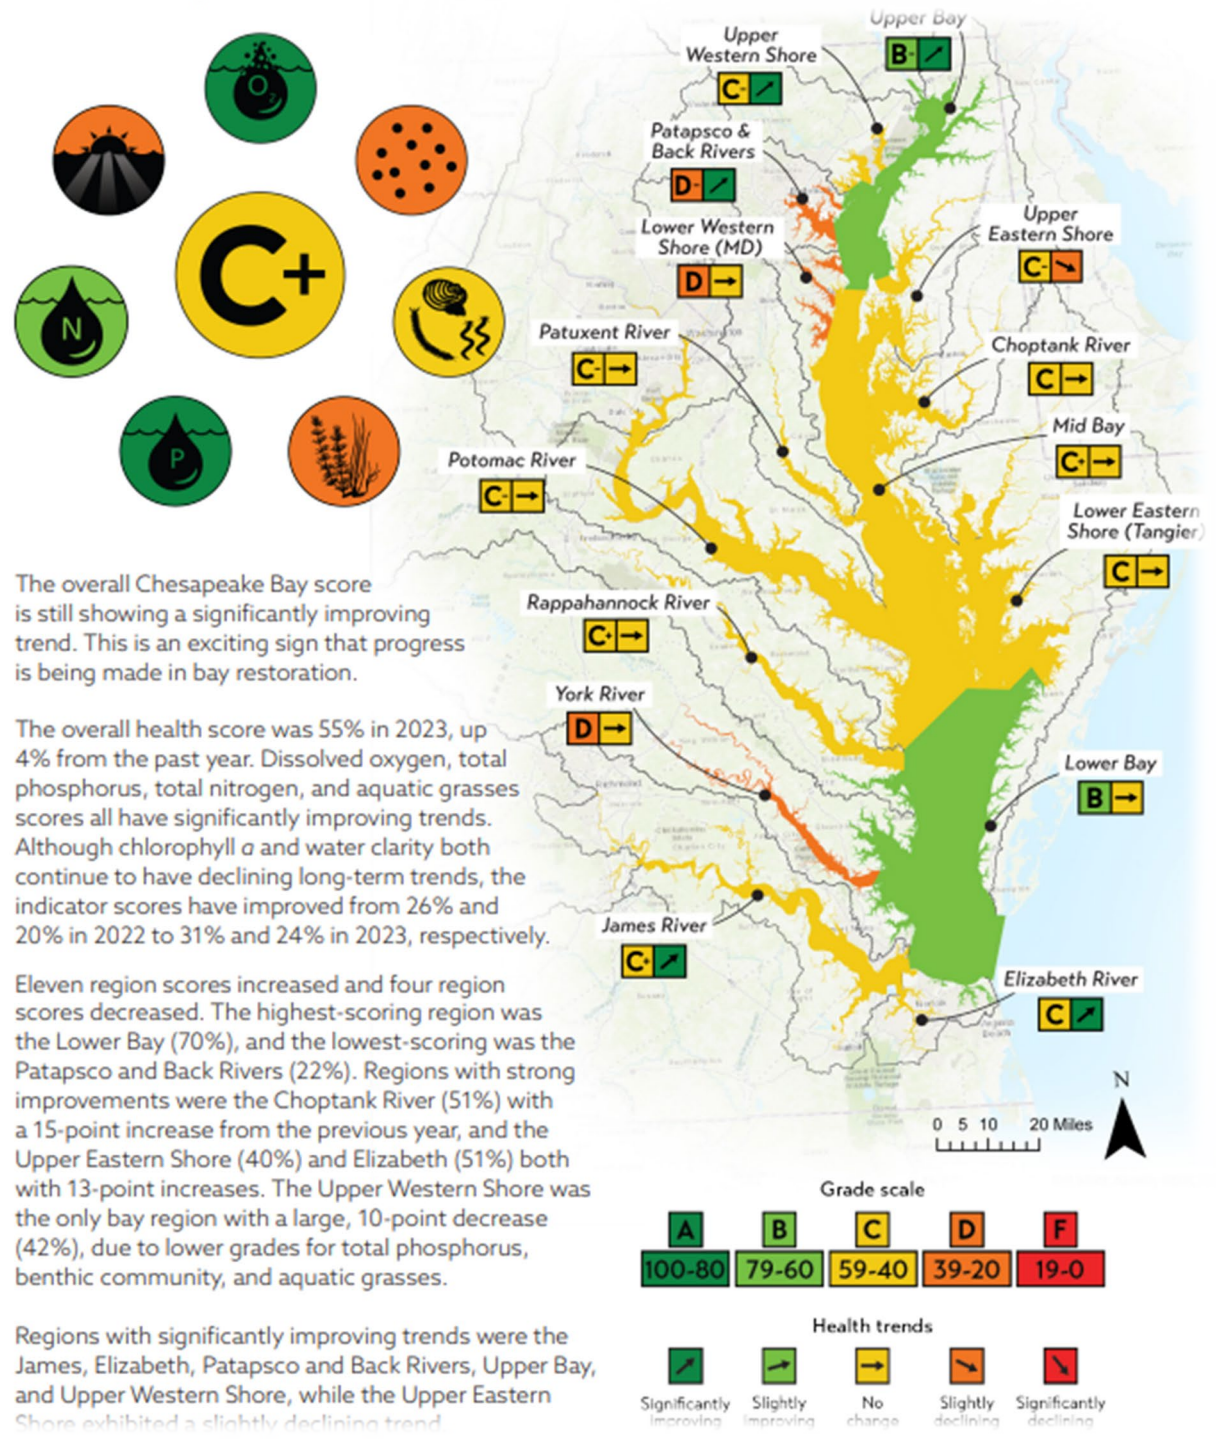 O2
C+
N
P
The overall Chesapeake Bay score
is still showing a significantly improving
trend. This is an exciting sign that progress
is being made in bay restoration.
The overall health score was 55% in 2023, up
4% from the past year. Dissolved oxygen, total
phosphorus, total nitrogen, and aquatic grasses
scores all have significantly improving trends.
Although chlorophyll a and water clarity both
continue to have declining long-term trends, the
indicator scores have improved from 26% and
20% in 2022 to 31% and 24% in 2023, respectively.
Eleven region scores increased and four region
scores decreased. The highest-scoring region was
the Lower Bay (70%), and the lowest-scoring was the
Patapsco and Back Rivers (22%). Regions with strong
improvements were the Choptank River (51%) with
a 15-point increase from the previous year, and the
Upper Eastern Shore (40%) and Elizabeth (51%) both
with 13-point increases. The Upper Western Shore was
the only bay region with a large, 10-point decrease
(42%), due to lower grades for total phosphorus,
benthic community, and aquatic grasses.
Regions with significantly improving trends were the
James, Elizabeth, Patapsco and Back Rivers, Upper Bay,
and Upper Western Shore, while the Upper Eastern
Shore exhibited a slightly declining trend
Upper Bay
B-
Upper
Western Shore
C-
Patapsco &
Back Rivers
D-
Lower Western
Shore (MD)
D
Upper
Eastern Shore
C-
Patuxent River
C-
Choptank River
C
Mid Bay
C+
Potomac River
C-
Lower Eastern
Shore (Tangier)
C
Rappahannock River
C+
York River
D
Lower Bay
B
James River
C+
Elizabeth River
C
N
0 5 10 20 Miles
Grade scale
A B C D F
100-80 79-60 59-40 39-20 19-0
Health trends
Significantly improving
Slightly improving
No change
Slightly declining
Significantly declining